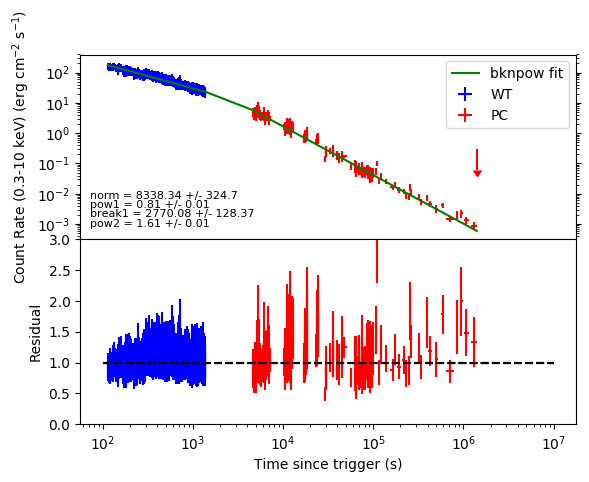 Count Rate (0.3-10 keV) (erg cm⁻² s⁻¹)
10²
10¹
10⁰
10⁻¹
10⁻²
10⁻³
bknpow fit
WT
PC
norm = 8338.34 +/- 324.7
pow1 = 0.81 +/- 0.01
break1 = 2770.08 +/- 128.37
pow2 = 1.61 +/- 0.01
Residual
3.0
2.5
2.0
1.5
1.0
0.5
0.0
10² 10³ 10⁴ 10⁵ 10⁶ 10⁷
Time since trigger (s)